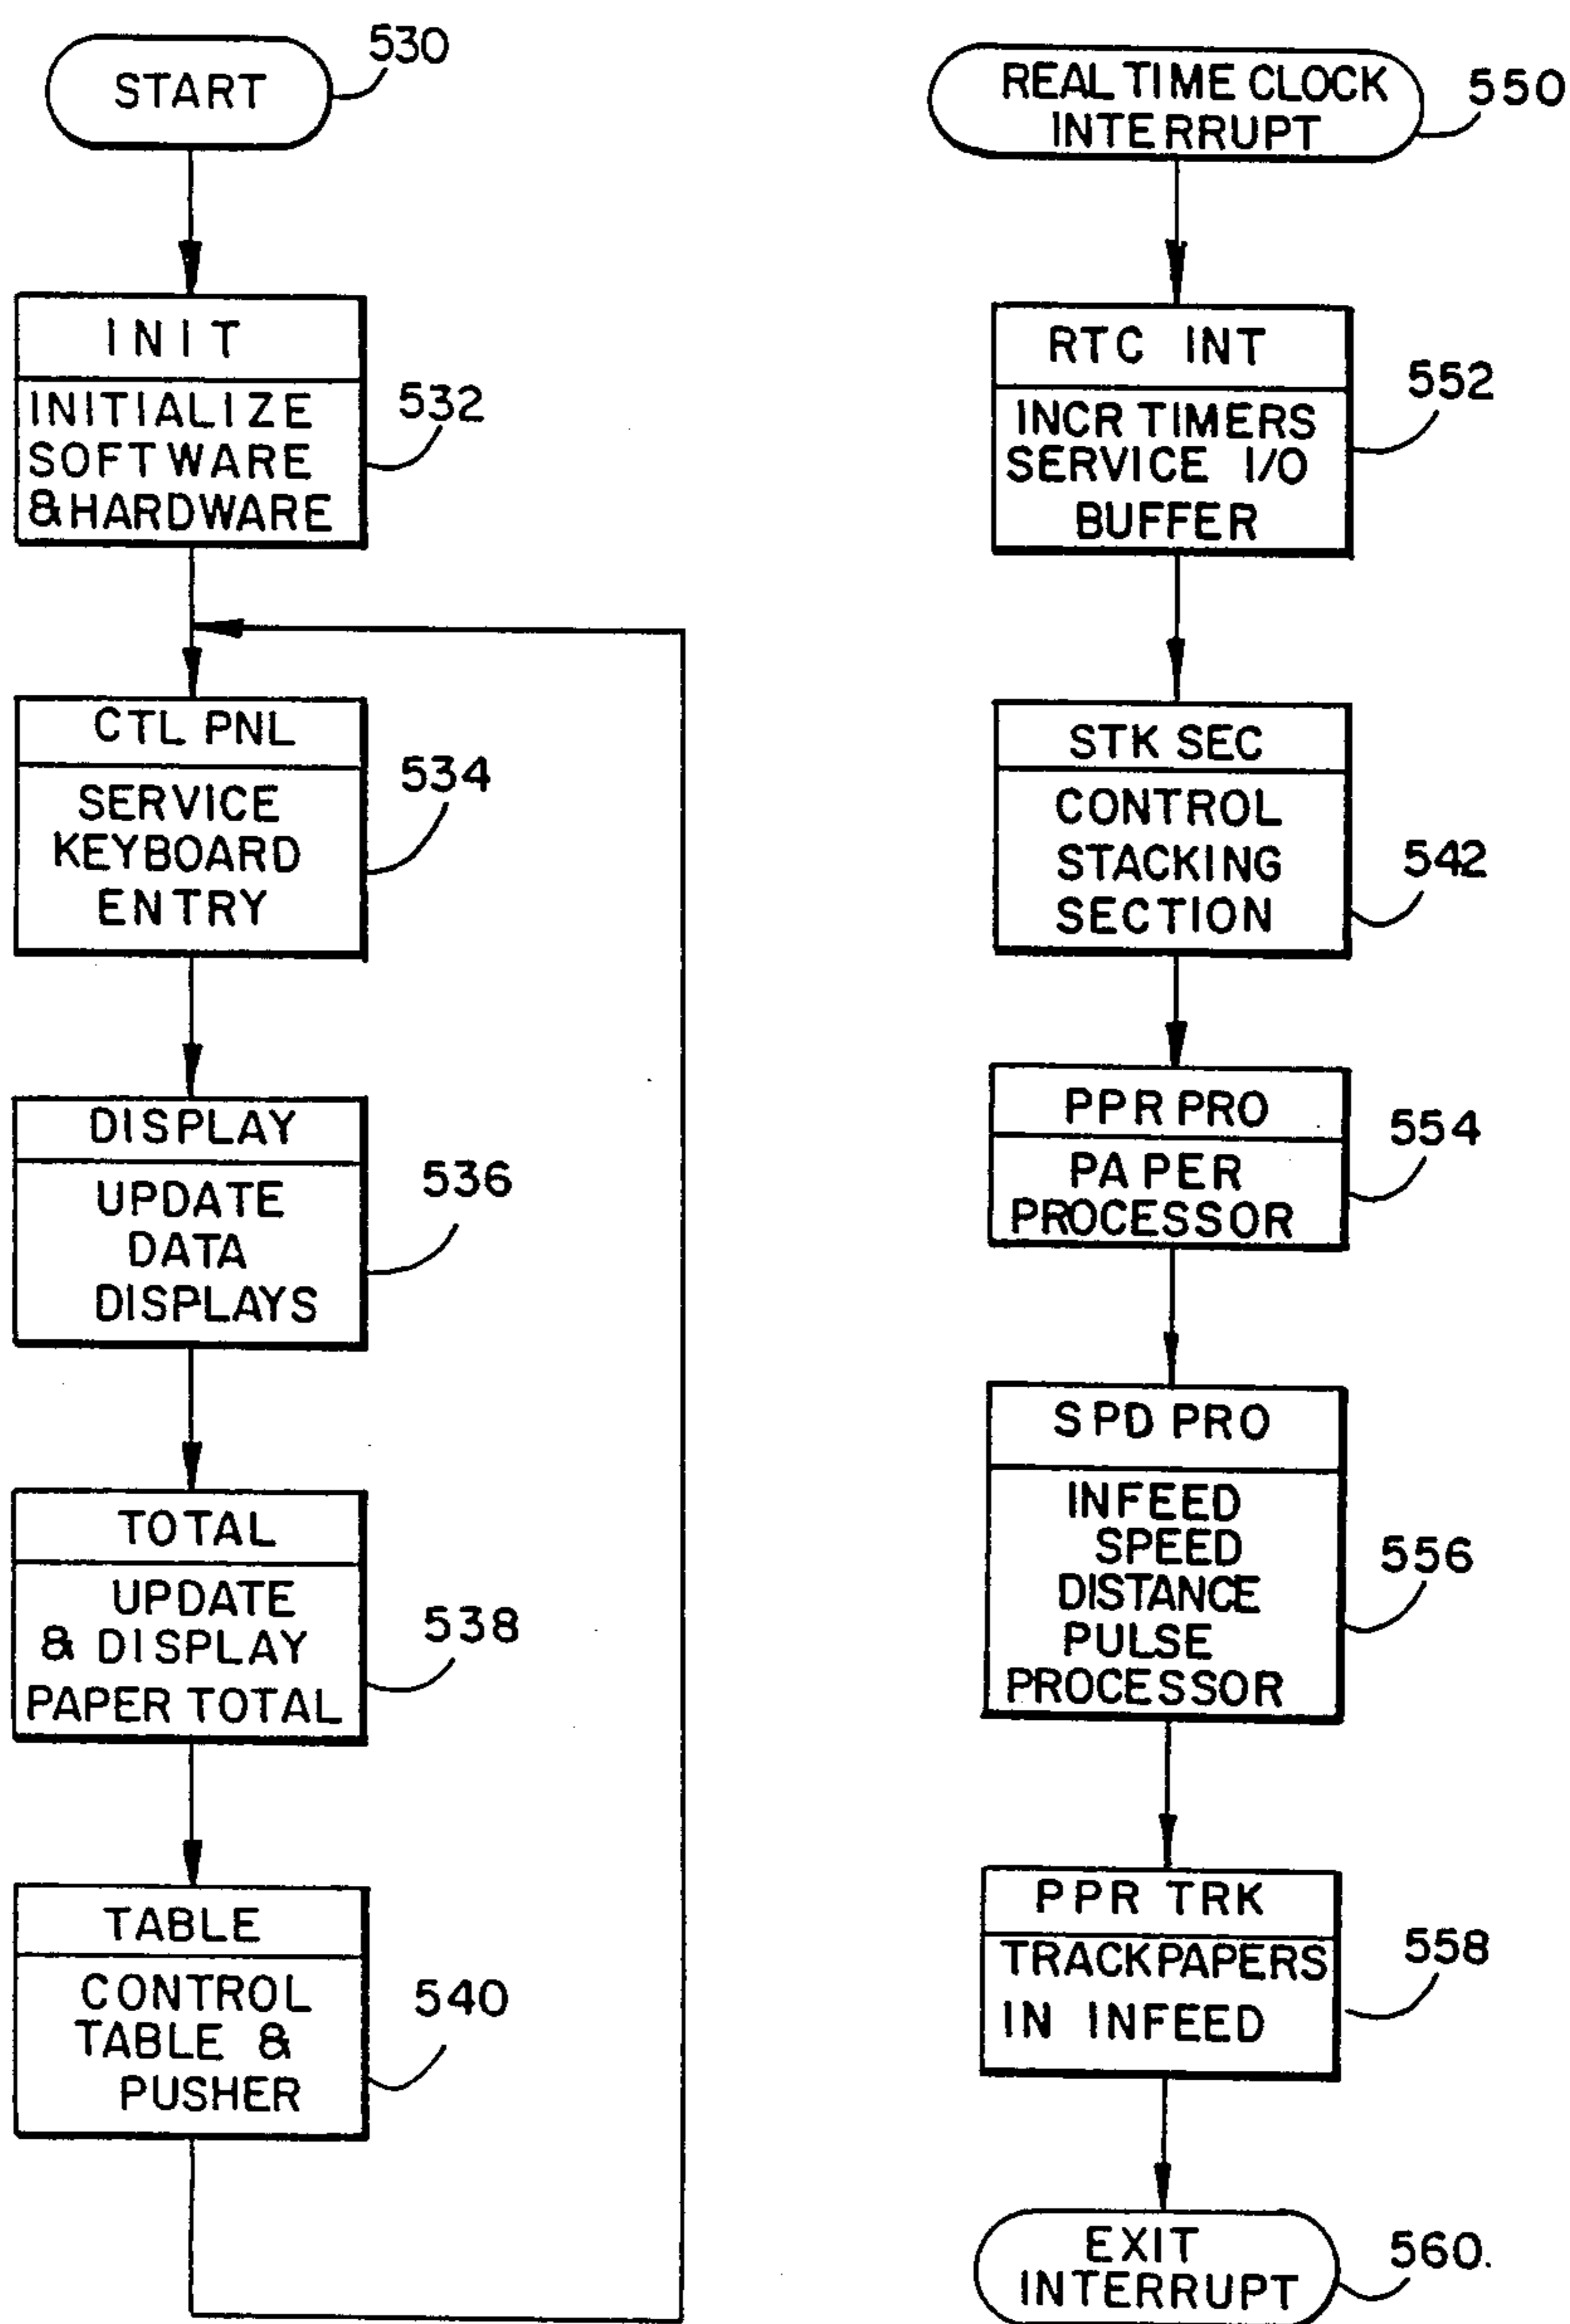 START
530
INIT
INITIALIZE
SOFTWARE
& HARDWARE
532
CTL PNL
SERVICE
KEYBOARD
ENTRY
534
DISPLAY
UPDATE
DATA
DISPLAYS
536
TOTAL
UPDATE
& DISPLAY
PAPER TOTAL
538
TABLE
CONTROL
TABLE &
PUSHER
540
REAL TIME CLOCK
INTERRUPT
550
RTC INT
INCR TIMERS
SERVICE I/O
BUFFER
552
STK SEC
CONTROL
STACKING
SECTION
542
PPR PRO
PAPER
PROCESSOR
554
SPD PRO
INFEED
SPEED
DISTANCE
PULSE
PROCESSOR
556
PPR TRK
TRACK PAPERS
IN INFEED
558
EXIT
INTERRUPT
560.